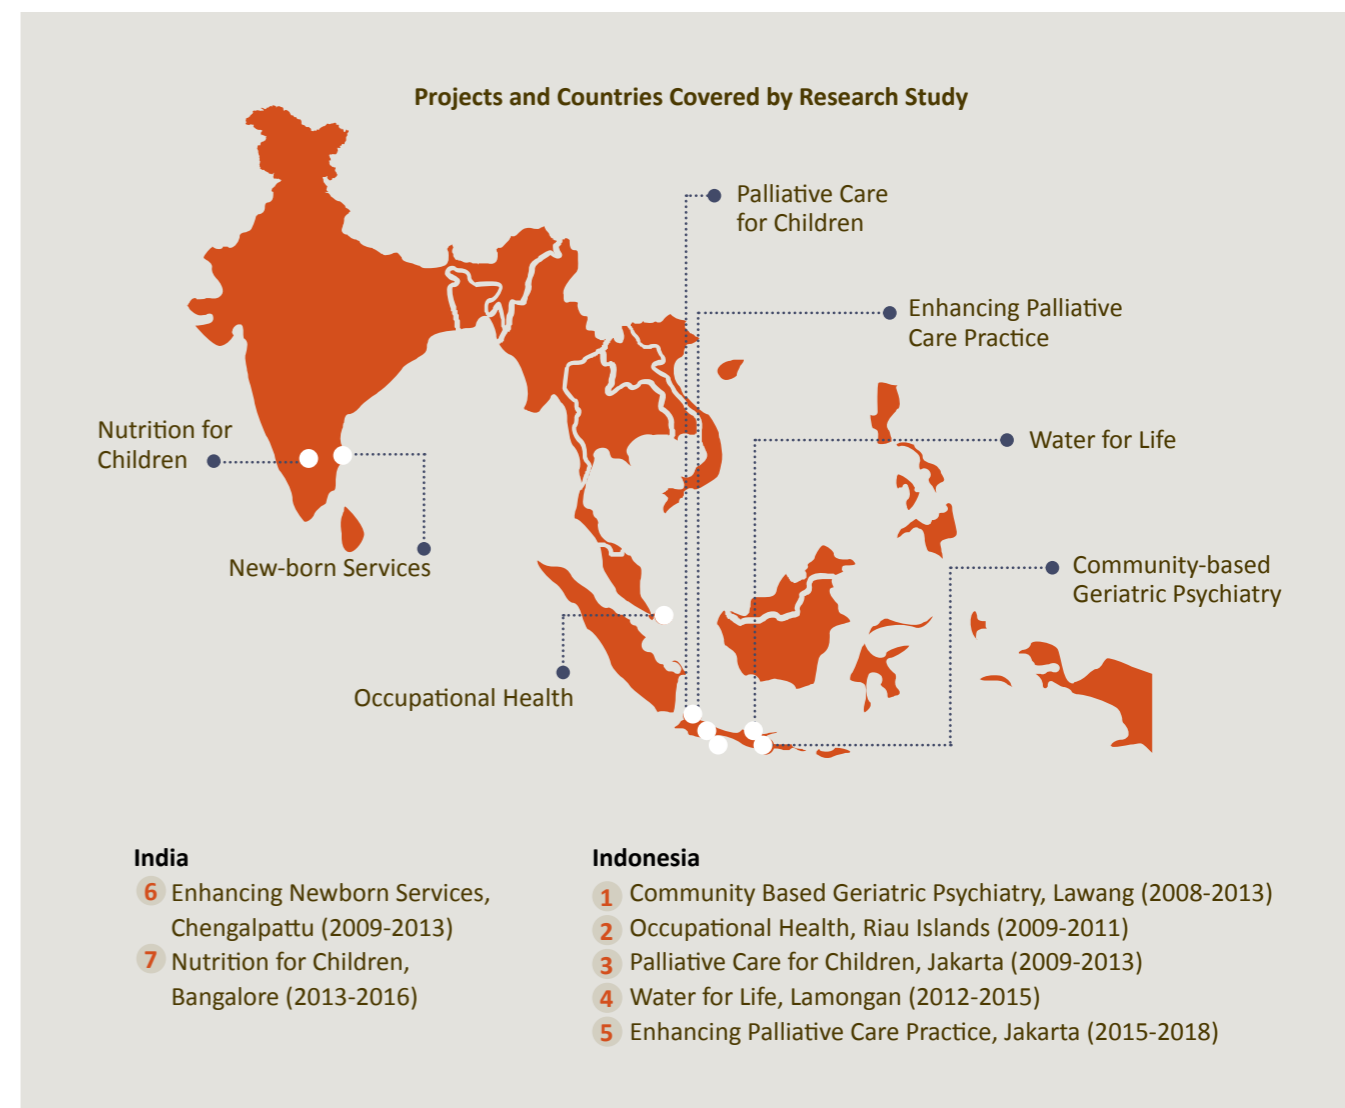 Projects and Countries Covered by Research Study
Palliative Care
for Children
Enhancing Palliative
Care Practice
Nutrition for
Children
Water for Life
New-born Services
Community-based
Geriatric Psychiatry
Occupational Health
India
6 Enhancing Newborn Services,
Chengalpattu (2009-2013)
7 Nutrition for Children,
Bangalore (2013-2016)
Indonesia
1 Community Based Geriatric Psychiatry, Lawang (2008-2013)
2 Occupational Health, Riau Islands (2009-2011)
3 Palliative Care for Children, Jakarta (2009-2013)
4 Water for Life, Lamongan (2012-2015)
5 Enhancing Palliative Care Practice, Jakarta (2015-2018)